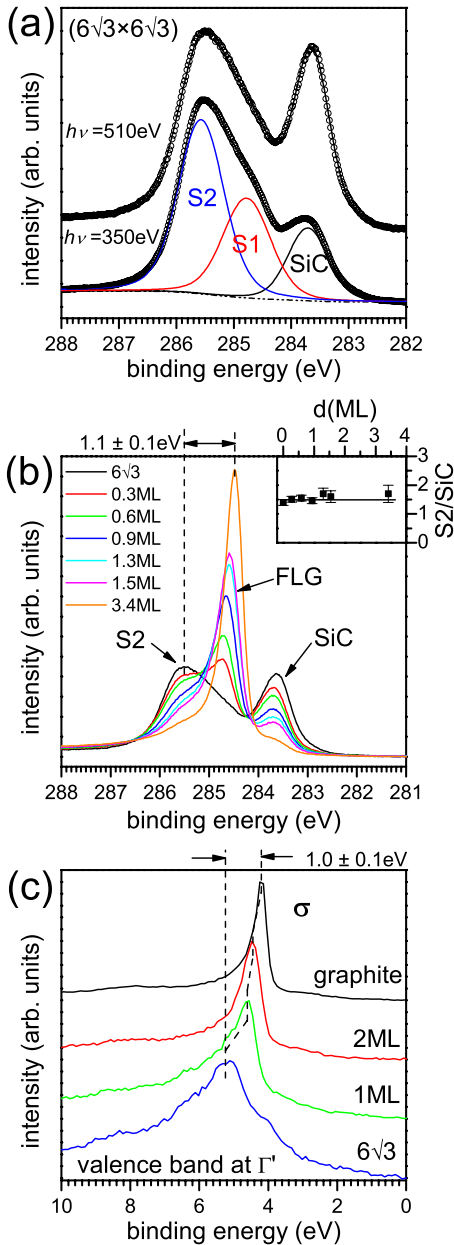 (a)
(6√3×6√3)
hν =510eV
hν =350eV
S2
S1
SiC
intensity (arb. units)
288 287 286 285 284 283 282
binding energy (eV)
(b)
1.1 ± 0.1eV
d(ML)
0 1 2 3 4
3
2
1
0
S2/SiC
6√3
0.3ML
0.6ML
0.9ML
1.3ML
1.5ML
3.4ML
FLG
S2
SiC
intensity (arb. units)
288 287 286 285 284 283 282 281
binding energy (eV)
(c)
1.0 ± 0.1eV
σ
graphite
2ML
1ML
6√3
valence band at Γ'
intensity (arb. units)
10 8 6 4 2 0
binding energy (eV)